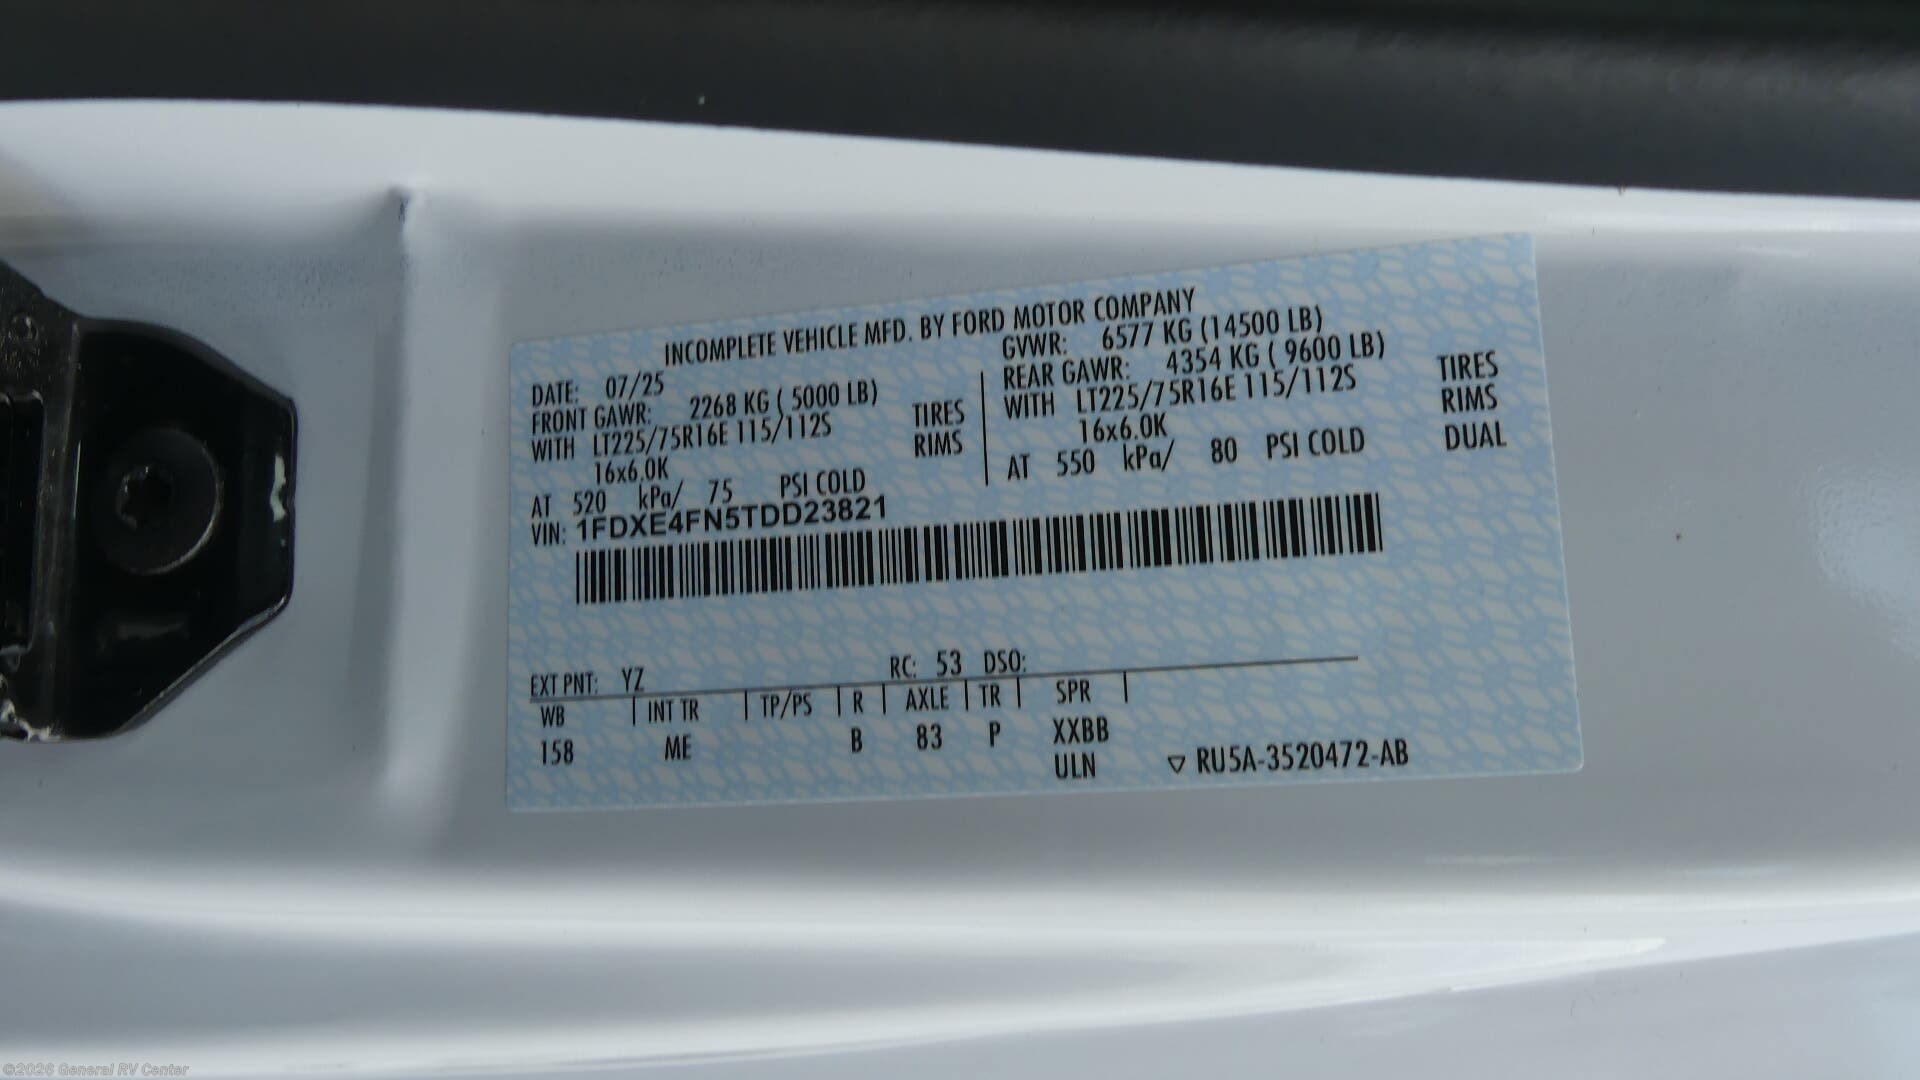 INCOMPLETE VEHICLE MFD. BY FORD MOTOR COMPANY
DATE: 07/25
GVWR: 6577 KG (14500 LB)
FRONT GAWR: 2268 KG ( 5000 LB)
WITH LT225/75R16E 115/112S TIRES
16x6.0K RIMS
AT 520 kPa/ 75 PSI COLD
REAR GAWR: 4354 KG ( 9600 LB)
WITH LT225/75R16E 115/112S TIRES
16x6.0K RIMS
AT 550 kPa/ 80 PSI COLD DUAL
VIN: 1FDXE4FN5TDD23821
EXT PNT: YZ RC: 53 DSO:
WB INT TR TP/PS R AXLE TR SPR
158 ME B 83 P XXBB
ULN ▽ RU5A-3520472-AB
©2026 General RV Center